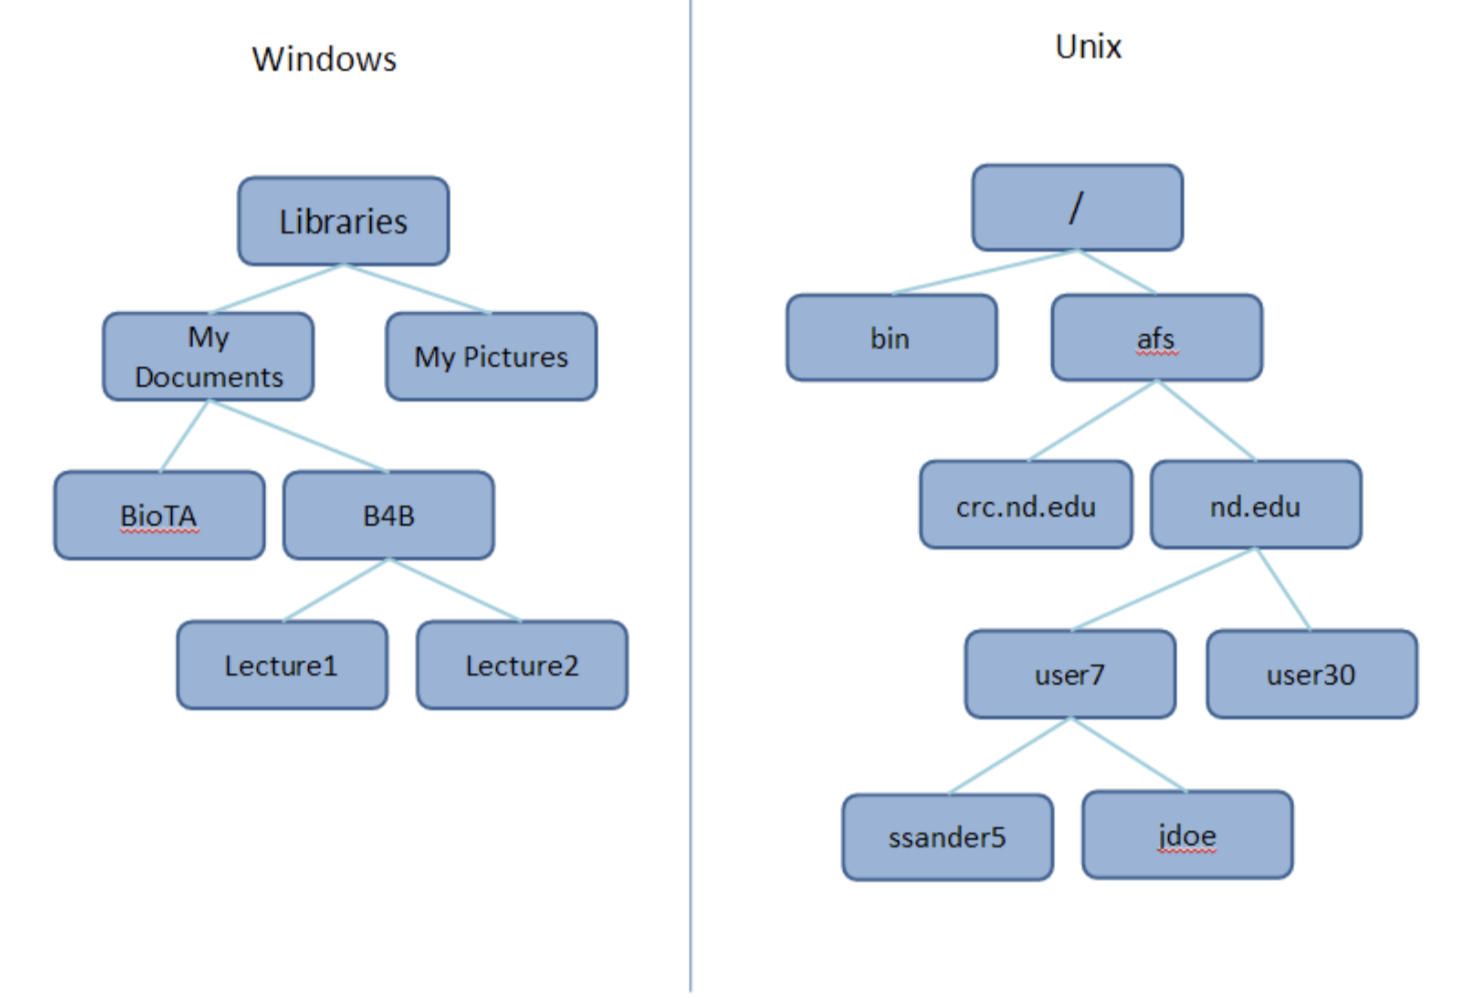 Windows
Libraries
My
Documents
My Pictures
BioTA
B4B
Lecture1
Lecture2
Unix
/
bin
afs
crc.nd.edu
nd.edu
user7
user30
ssander5
jdoe